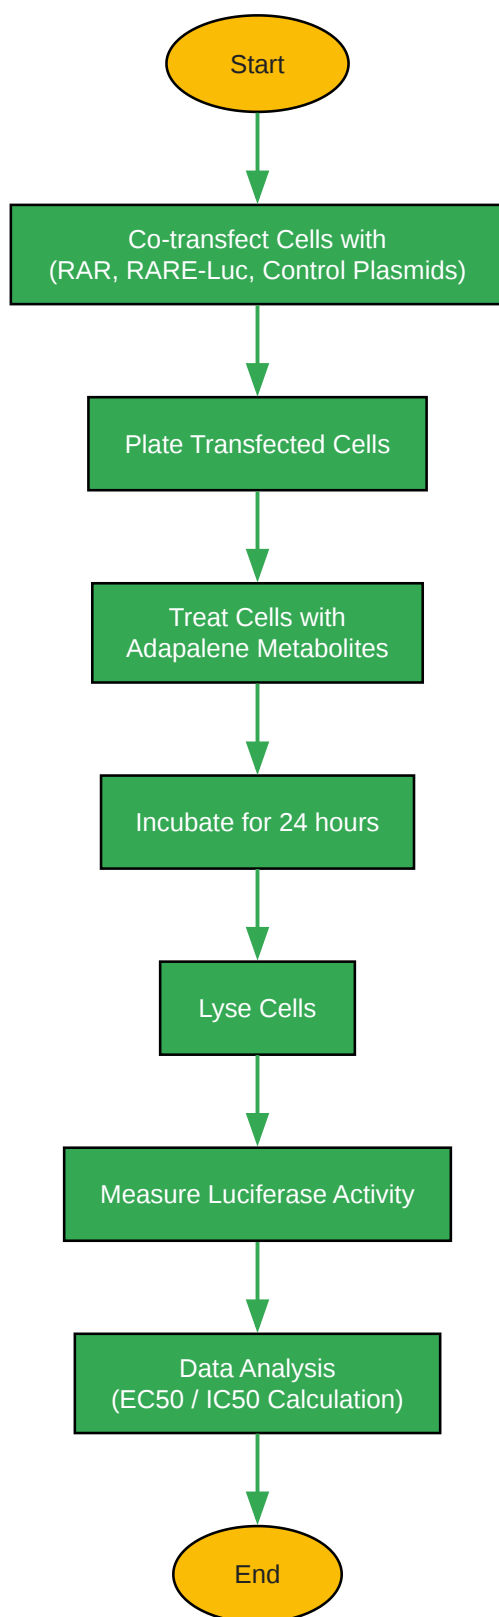 Start
Co-transfect Cells with
(RAR, RARE-Luc, Control Plasmids)
Plate Transfected Cells
Treat Cells with
Adapalene Metabolites
Incubate for 24 hours
Lyse Cells
Measure Luciferase Activity
Data Analysis
(EC50 / IC50 Calculation)
End